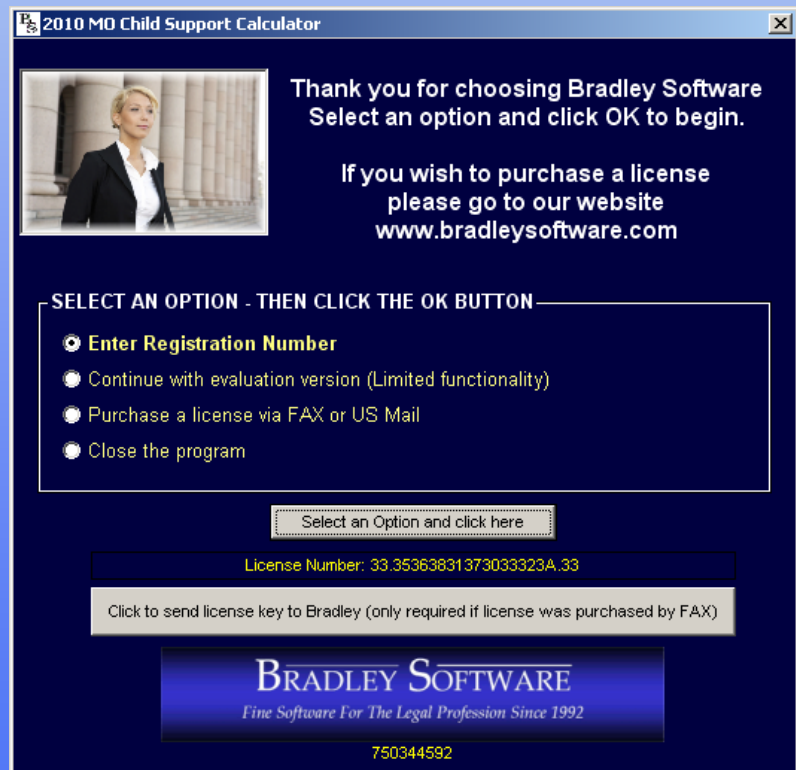 2010 MO Child Support Calculator
Thank you for choosing Bradley Software
Select an option and click OK to begin.
If you wish to purchase a license
please go to our website
www.bradleysoftware.com
SELECT AN OPTION - THEN CLICK THE OK BUTTON
Enter Registration Number
Continue with evaluation version (Limited functionality)
Purchase a license via FAX or US Mail
Close the program
Select an Option and click here
License Number: 33.35363831373033323A.33
Click to send license key to Bradley (only required if license was purchased by FAX)
BRADLEY SOFTWARE
Fine Software For The Legal Profession Since 1992
750344592